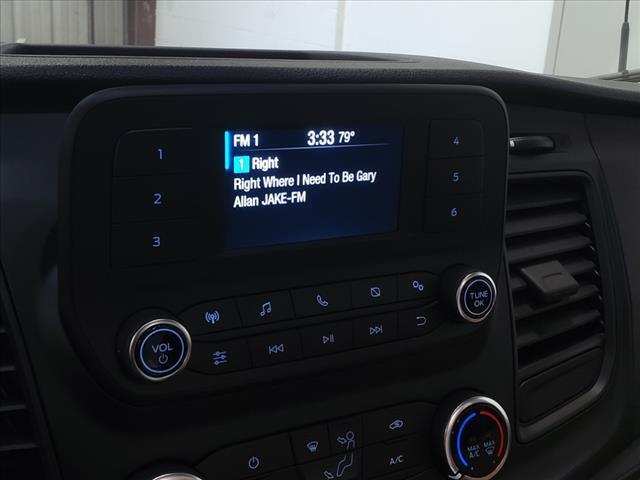 FM 1 3:33 79°
1 Right
Right Where I Need To Be Gary
Allan JAKE-FM
1
2
3
4
5
6
VOL
TUNE
OK
A/C
MAX
A/C
MAX